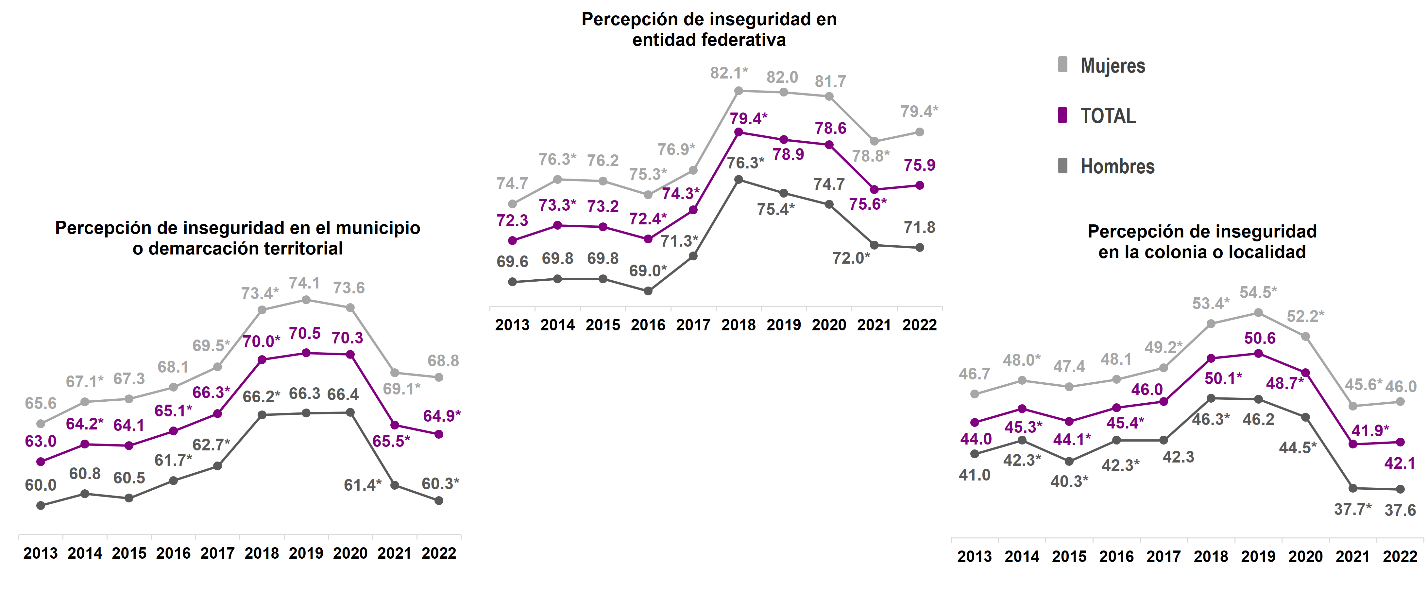 Percepción de inseguridad en
entidad federativa
82.1* 82.0 81.7
79.4*
78.8*
76.9*
76.3* 76.2 75.3*
74.7
79.4* 78.9 78.6
75.6* 75.9
74.3*
72.3 73.3* 73.2 72.4*
76.3* 75.4* 74.7
72.0* 71.8
71.3*
69.6 69.8 69.8 69.0*
2013 2014 2015 2016 2017 2018 2019 2020 2021 2022
Mujeres
TOTAL
Hombres
Percepción de inseguridad en el municipio
o demarcación territorial
65.6 67.1* 67.3 68.1 69.5* 73.4* 74.1 73.6 69.1* 68.8
63.0 64.2* 64.1 65.1* 66.3* 70.0* 70.5 70.3 65.5* 64.9*
60.0 60.8 60.5 61.7* 62.7* 66.2* 66.3 66.4 61.4* 60.3*
2013 2014 2015 2016 2017 2018 2019 2020 2021 2022
Percepción de inseguridad
en la colonia o localidad
46.7 48.0* 47.4 48.1 49.2* 53.4* 54.5* 52.2* 45.6* 46.0
44.0 45.3* 44.1* 45.4* 46.0 50.1* 50.6 48.7* 41.9* 42.1
41.0 42.3* 40.3* 42.3* 42.3 46.3* 46.2 44.5* 37.7* 37.6
2013 2014 2015 2016 2017 2018 2019 2020 2021 2022